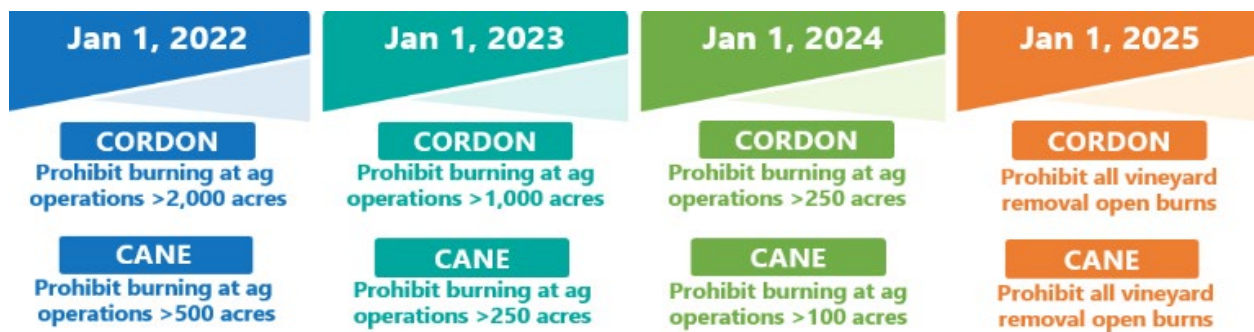 Jan 1, 2022
CORDON
Prohibit burning at ag
operations >2,000 acres
CANE
Prohibit burning at ag
operations >500 acres
Jan 1, 2023
CORDON
Prohibit burning at ag
operations >1,000 acres
CANE
Prohibit burning at ag
operations >250 acres
Jan 1, 2024
CORDON
Prohibit burning at ag
operations >250 acres
CANE
Prohibit burning at ag
operations >100 acres
Jan 1, 2025
CORDON
Prohibit all vineyard
removal open burns
CANE
Prohibit all vineyard
removal open burns